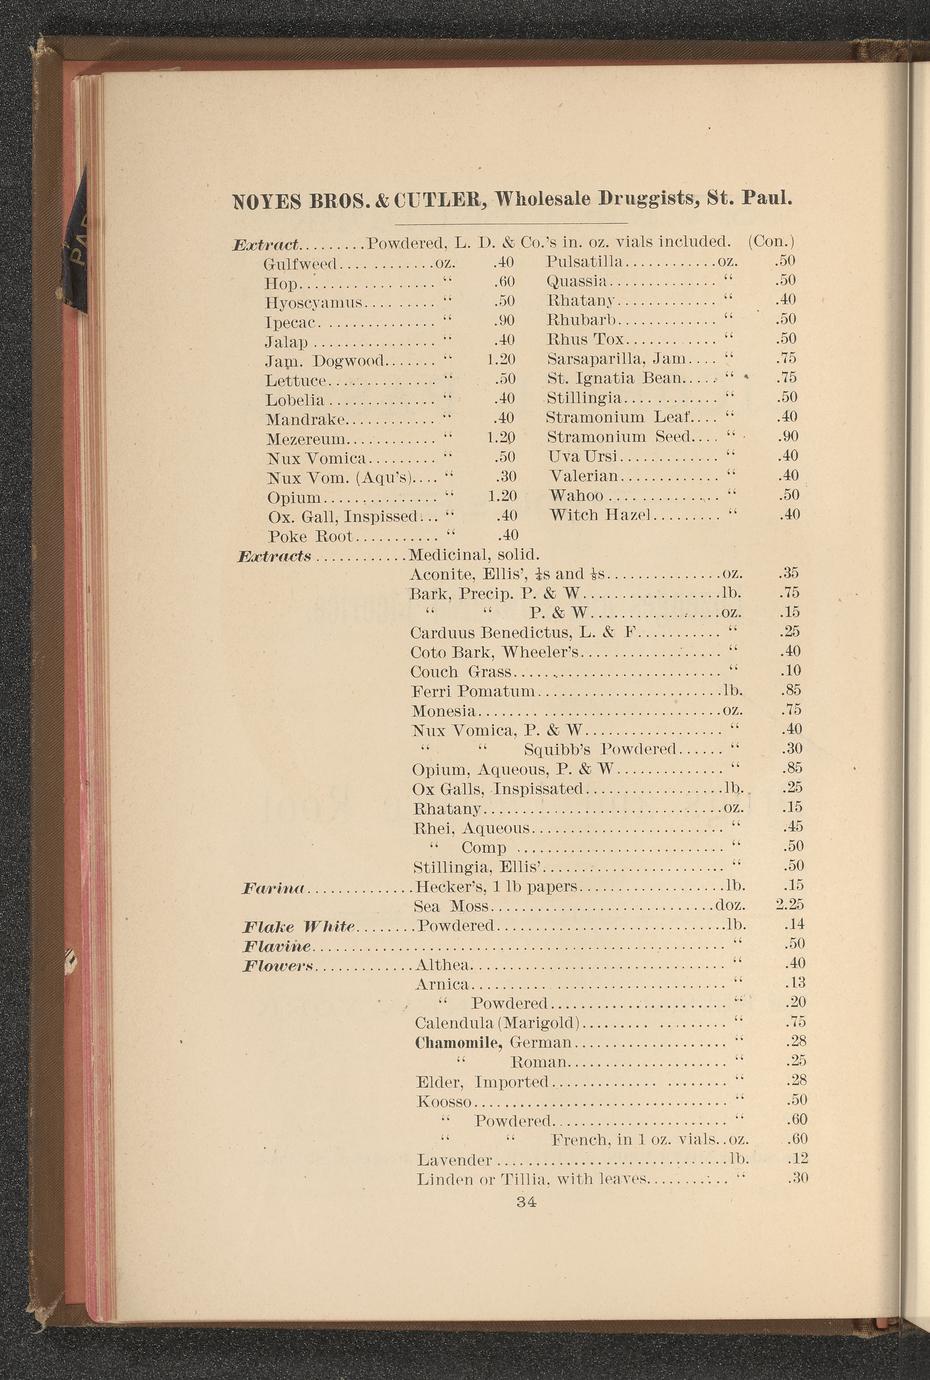 NOYES BROS. & CUTLER, Wholesale Druggists, St. Paul.
Extract.........Powdered, L. D. & Co.'s in. oz. vials included. (Con.)
Gulfweed............oz. .40
Hop................. “ .60
Hyoscyamus......... “ .50
Ipecac............... “ .90
Jalap ................ “ .40
Jam. Dogwood....... “ 1.20
Lettuce.............. “ .50
Lobelia .............. “ .40
Mandrake............ “ .40
Mezereum............ “ 1.20
Nux Vomica......... “ .50
Nux Vom. (Aqu's).... “ .30
Opium............... “ 1.20
Ox. Gall, Inspissed... “ .40
Poke Root........... “ .40
Pulsatilla............oz. .50
Quassia.............. “ .50
Rhatany............. “ .40
Rhubarb............. “ .50
Rhus Tox............ “ .50
Sarsaparilla, Jam.... “ .75
St. Ignatia Bean..... “ .75
Stillingia............ “ .50
Stramonium Leaf.... “ .40
Stramonium Seed.... “ .90
Uva Ursi............. “ .40
Valerian............. “ .40
Wahoo .............. “ .50
Witch Hazel......... “ .40
Extracts ............Medicinal, solid.
Aconite, Ellis', ¼s and ⅛s...............oz. .35
Bark, Precip. P. & W..................lb. .75
“ “ P. & W.................oz. .15
Carduus Benedictus, L. & F........... “ .25
Coto Bark, Wheeler's.................. “ .40
Couch Grass........................... “ .10
Ferri Pomatum........................lb. .85
Monesia................................oz. .75
Nux Vomica, P. & W................. “ .40
“ “ Squibb's Powdered...... “ .30
Opium, Aqueous, P. & W............. “ .85
Ox Galls, Inspissated..................lb. .25
Rhatany...............................oz. .15
Rhei, Aqueous......................... “ .45
“ Comp ........................... “ .50
Stillingia, Ellis'........................ “ .50
Farina..............Hecker's, 1 lb papers...................lb. .15
Sea Moss.............................doz. 2.25
Flake White........Powdered.............................lb. .14
Flavine.................................................... “ .50
Flowers.............Althea................................. “ .40
Arnica................................. “ .13
“ Powdered....................... “ .20
Calendula (Marigold).................. “ .75
Chamomile, German.................... “ .28
“ Roman..................... “ .25
Elder, Imported....................... “ .28
Koosso................................. “ .50
“ Powdered....................... “ .60
“ “ French, in 1 oz. vials..oz. .60
Lavender ..............................lb. .12
Linden or Tillia, with leaves........... “ .30
34